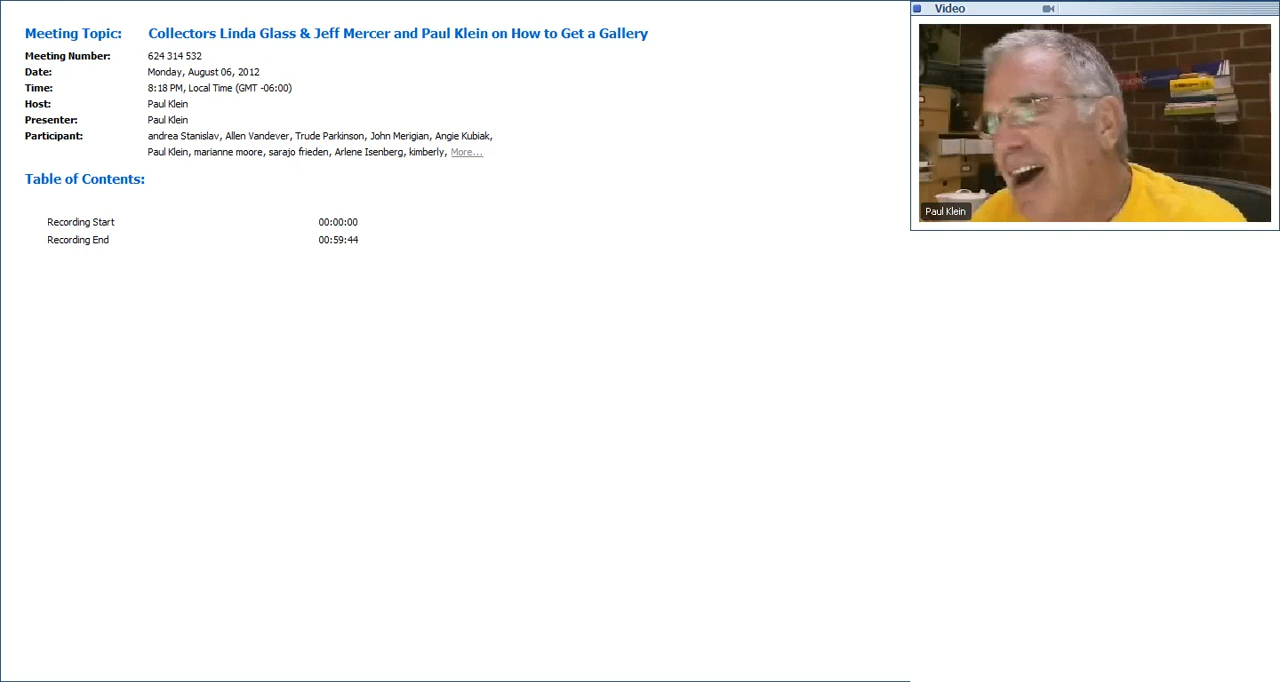 Meeting Topic: Collectors Linda Glass & Jeff Mercer and Paul Klein on How to Get a Gallery
Meeting Number: 624 314 532
Date: Monday, August 06, 2012
Time: 8:18 PM, Local Time (GMT -06:00)
Host: Paul Klein
Presenter: Paul Klein
Participant: andrea Stanislav, Allen Vandever, Trude Parkinson, John Merigian, Angie Kubiak,
Paul Klein, marianne moore, sarajo frieden, Arlene Isenberg, kimberly, More...
Table of Contents:
Recording Start 00:00:00
Recording End 00:59:44
Video
Paul Klein